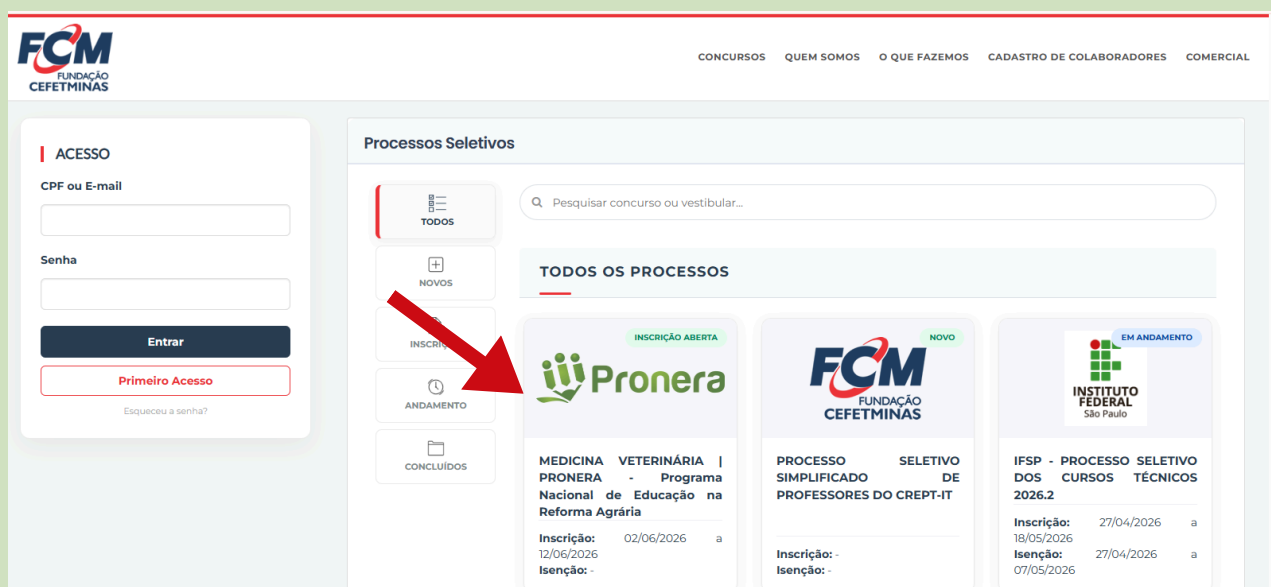 FCM
FUNDAÇÃO
CEFETMINAS
CONCURSOS QUEM SOMOS O QUE FAZEMOS CADASTRO DE COLABORADORES COMERCIAL
ACESSO
CPF ou E-mail
Senha
Entrar
Primeiro Acesso
Esqueceu a senha?
Processos Seletivos
TODOS
NOVOS
ANDAMENTO
CONCLUÍDOS
Pesquisar concurso ou vestibular...
TODOS OS PROCESSOS
INSCRIÇÃO ABERTA
Pronera
MEDICINA VETERINÁRIA |
PRONERA - Programa
Nacional de Educação na
Reforma Agrária
Inscrição: 02/06/2026 a
12/06/2026
Isenção: -
NOVO
FCM
FUNDAÇÃO
CEFETMINAS
PROCESSO SELETIVO
SIMPLIFICADO DE
PROFESSORES DO CREPT-IT
Inscrição: -
Isenção: -
EM ANDAMENTO
INSTITUTO
FEDERAL
São Paulo
IFSP - PROCESSO SELETIVO
DOS CURSOS TÉCNICOS
2026.2
Inscrição: 27/04/2026 a
18/05/2026
Isenção: 27/04/2026 a
07/05/2026